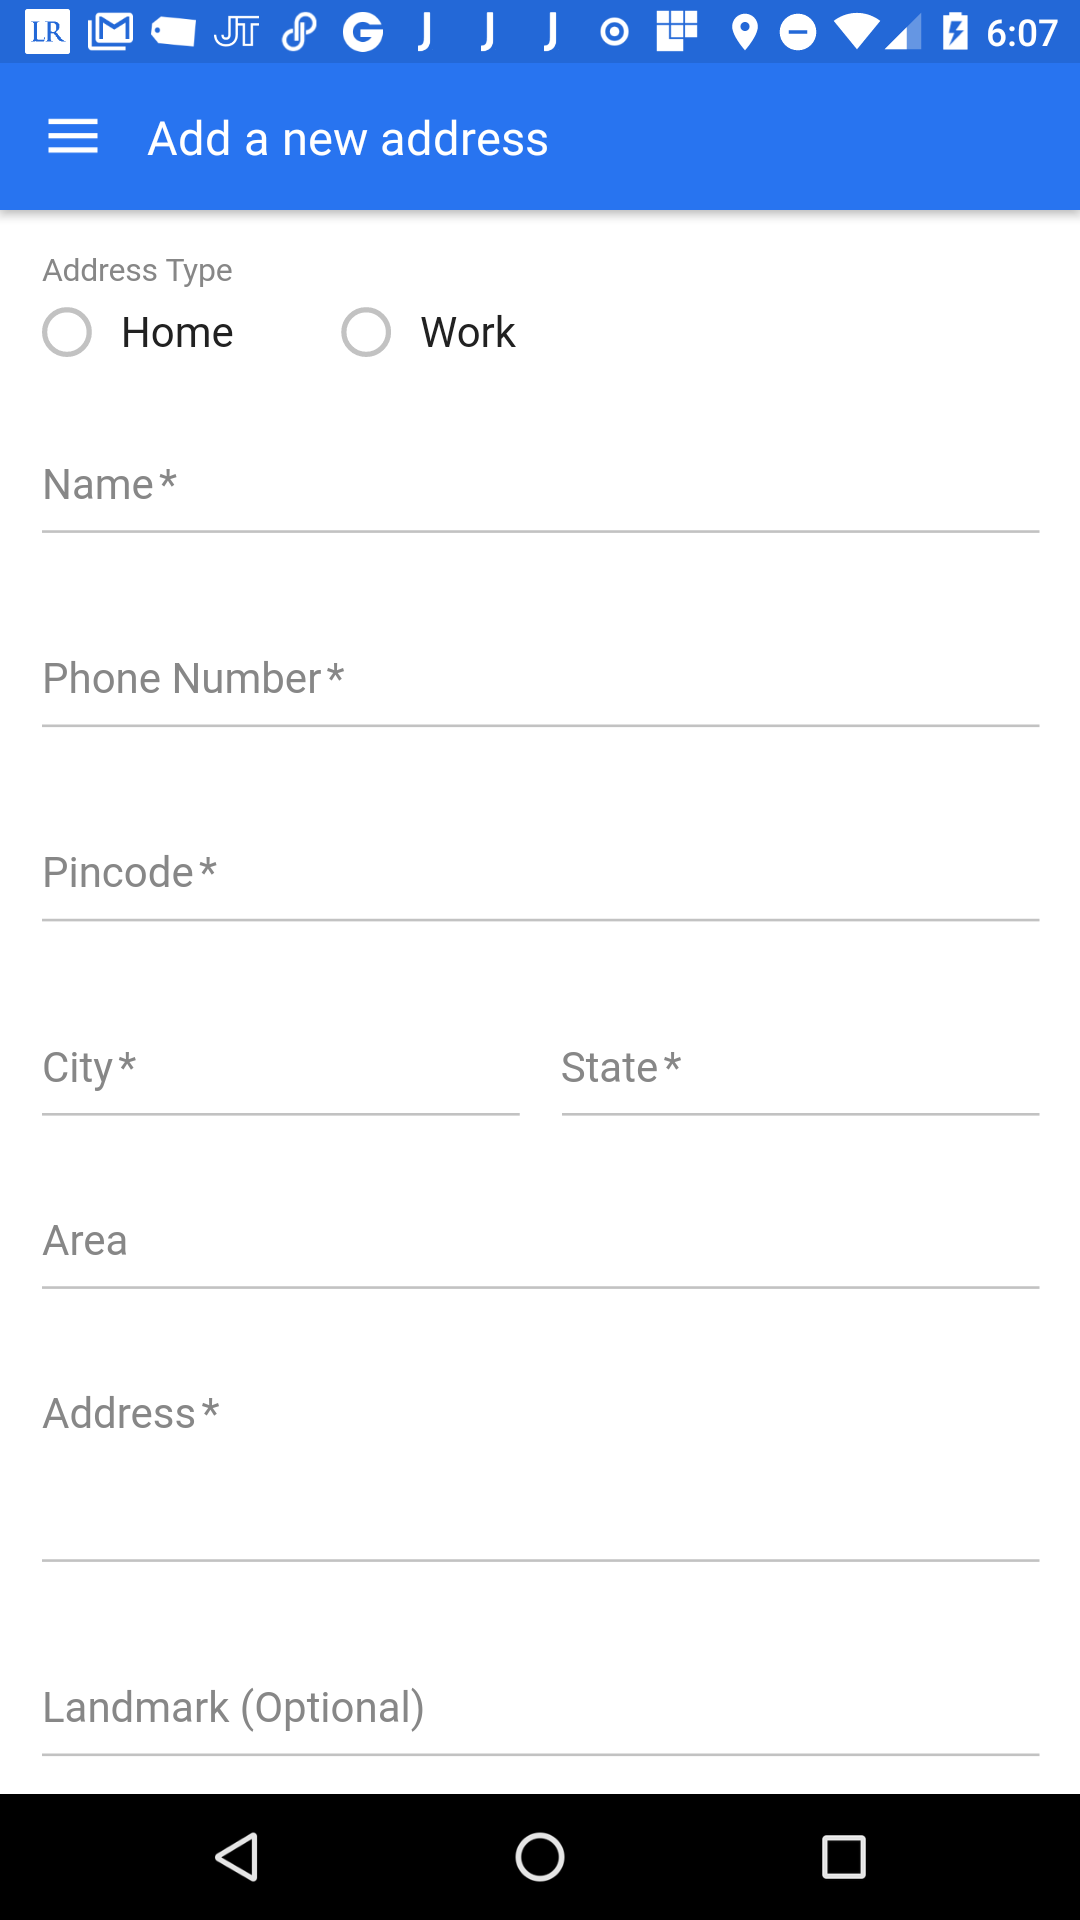 LR M JT G J J J 6:07
Add a new address
Address Type
Home Work
Name*
Phone Number*
Pincode*
City* State*
Area
Address*
Landmark (Optional)